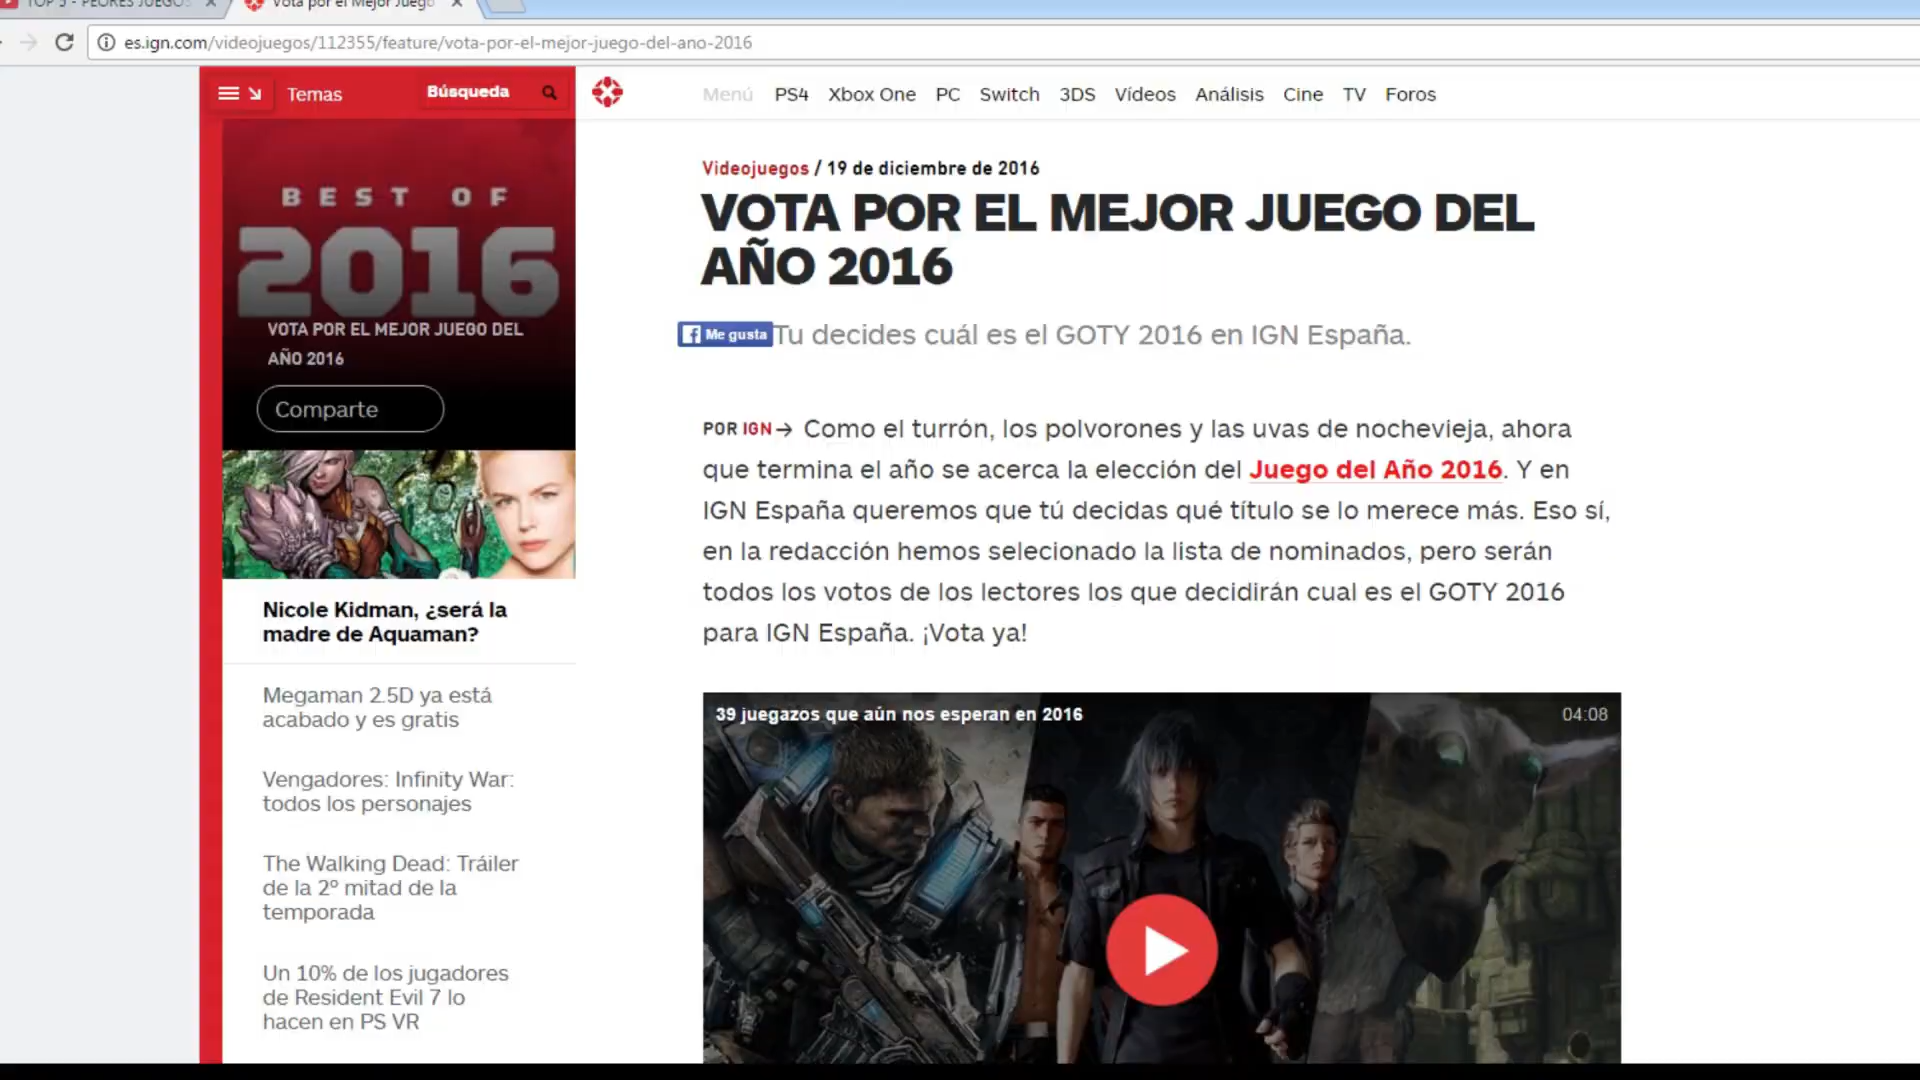 TOP 5 - PEORES JUEGOS
Vota por el Mejor Juego
es.ign.com/videojuegos/112355/feature/vota-por-el-mejor-juego-del-ano-2016
Temas
Búsqueda
Menú PS4 Xbox One PC Switch 3DS Vídeos Análisis Cine TV Foros
BEST OF
2016
VOTA POR EL MEJOR JUEGO DEL
AÑO 2016
Comparte
Nicole Kidman, ¿será la
madre de Aquaman?
Megaman 2.5D ya está
acabado y es gratis
Vengadores: Infinity War:
todos los personajes
The Walking Dead: Tráiler
de la 2º mitad de la
temporada
Un 10% de los jugadores
de Resident Evil 7 lo
hacen en PS VR
Videojuegos / 19 de diciembre de 2016
VOTA POR EL MEJOR JUEGO DEL
AÑO 2016
Me gusta
Tu decides cuál es el GOTY 2016 en IGN España.
POR IGN→ Como el turrón, los polvorones y las uvas de nochevieja, ahora
que termina el año se acerca la elección del Juego del Año 2016. Y en
IGN España queremos que tú decidas qué título se lo merece más. Eso sí,
en la redacción hemos selecionado la lista de nominados, pero serán
todos los votos de los lectores los que decidirán cual es el GOTY 2016
para IGN España. ¡Vota ya!
39 juegazos que aún nos esperan en 2016
04:08